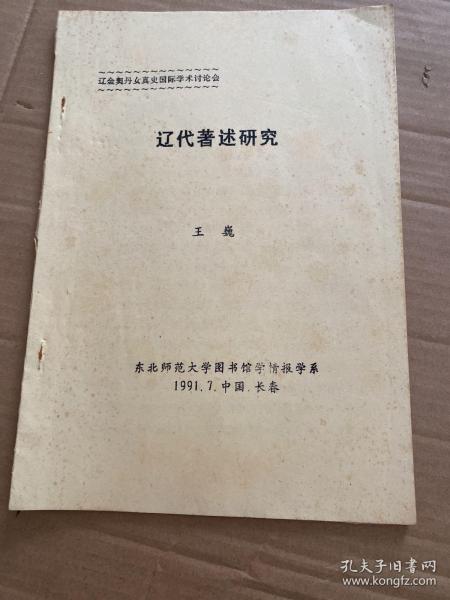 辽金契丹女真史国际学术讨论会
辽代著述研究
王 巍
东北师范大学图书馆学情报学系
1991.7.中国.长春
孔夫子旧书网
www.kongfz.com